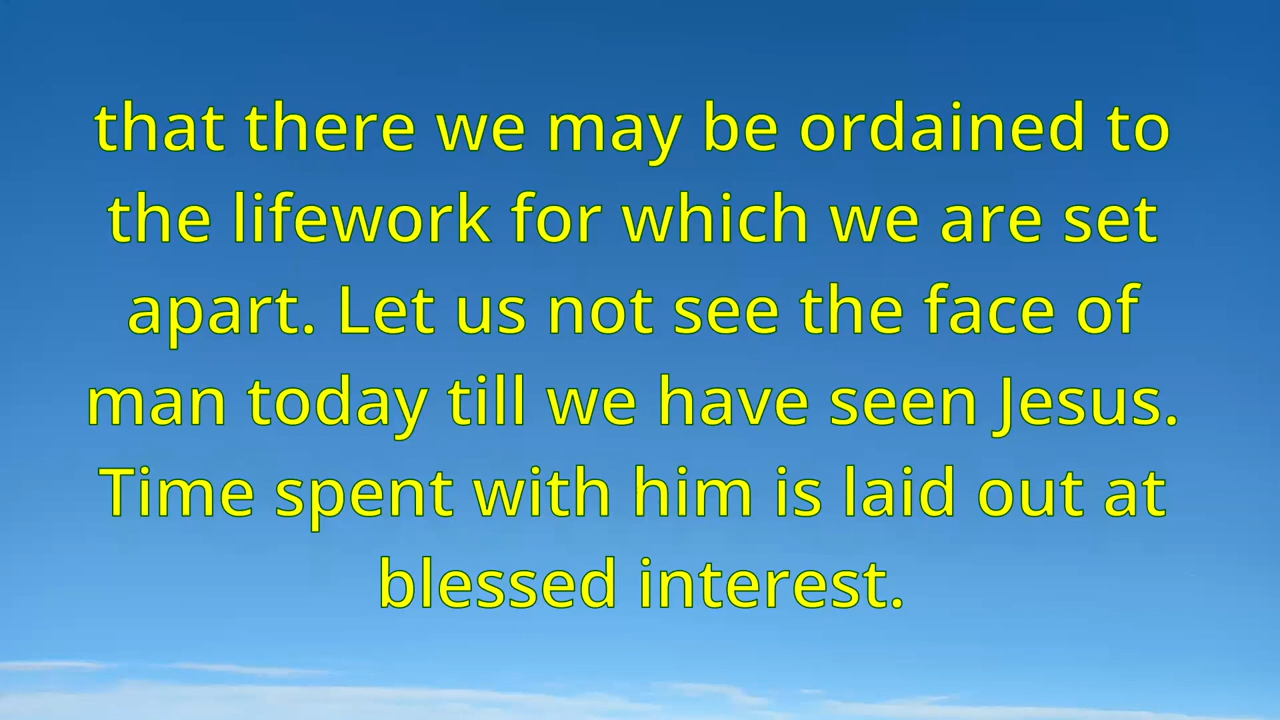 that there we may be ordained to
the lifework for which we are set
apart. Let us not see the face of
man today till we have seen Jesus.
Time spent with him is laid out at
blessed interest.